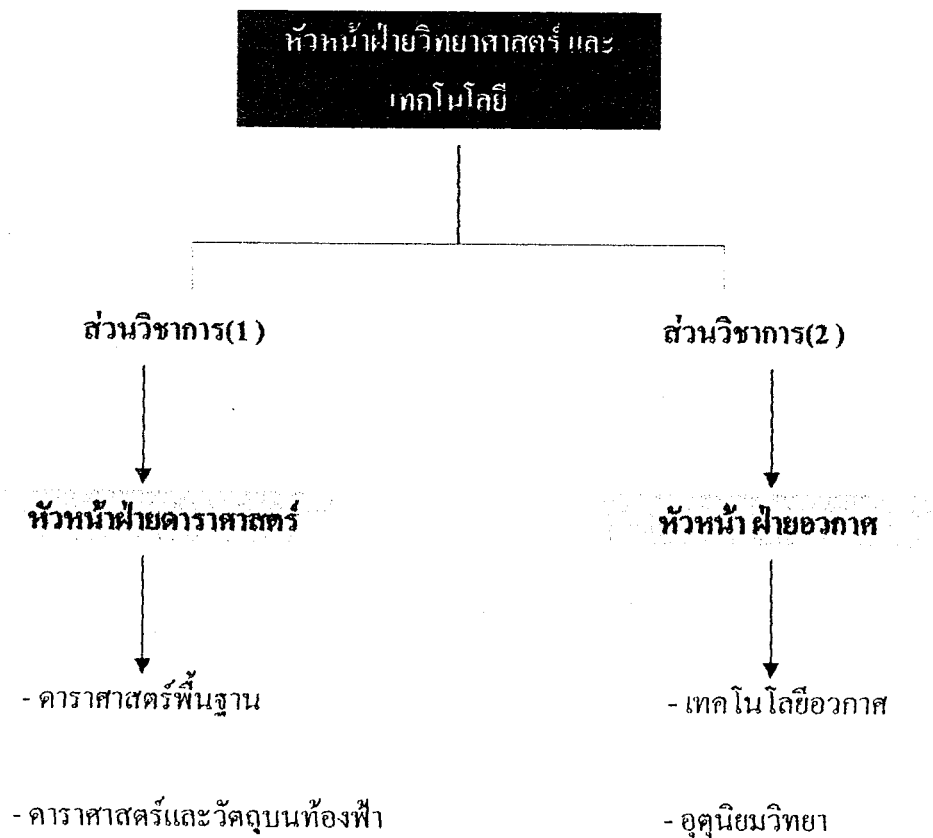 หัวหน้าฝ่ายวิทยาศาสตร์ และ
เทคโนโลยี
ส่วนวิชาการ(1 )
ส่วนวิชาการ(2 )
หัวหน้าฝ่ายดาราศาสตร์
หัวหน้า ฝ่ายอวกาศ
- ดาราศาสตร์พื้นฐาน
- เทคโนโลยีอวกาศ
- ดาราศาสตร์และวัตถุบนท้องฟ้า
- อุตุนิยมวิทยา